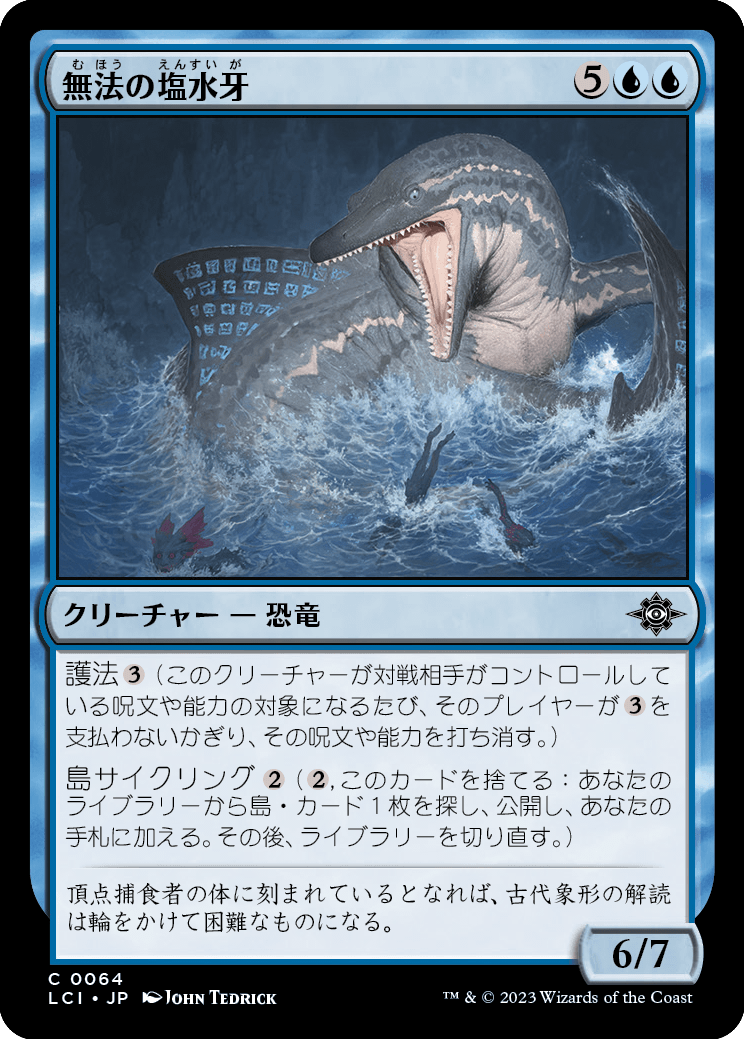 むほう えんすいが
無法の塩水牙 5
クリーチャー — 恐竜
護法3(このクリーチャーが対戦相手がコントロールして
いる呪文や能力の対象になるたび、そのプレイヤーが3を
支払わないかぎり、その呪文や能力を打ち消す。)
島サイクリング2(2,このカードを捨てる:あなたの
ライブラリーから島・カード1枚を探し、公開し、あなたの
手札に加える。その後、ライブラリーを切り直す。)
頂点捕食者の体に刻まれているとなれば、古代象形の解読
は輪をかけて困難なものになる。
6/7
C 0064
LCI • JP JOHN TEDRICK
™ & © 2023 Wizards of the Coast